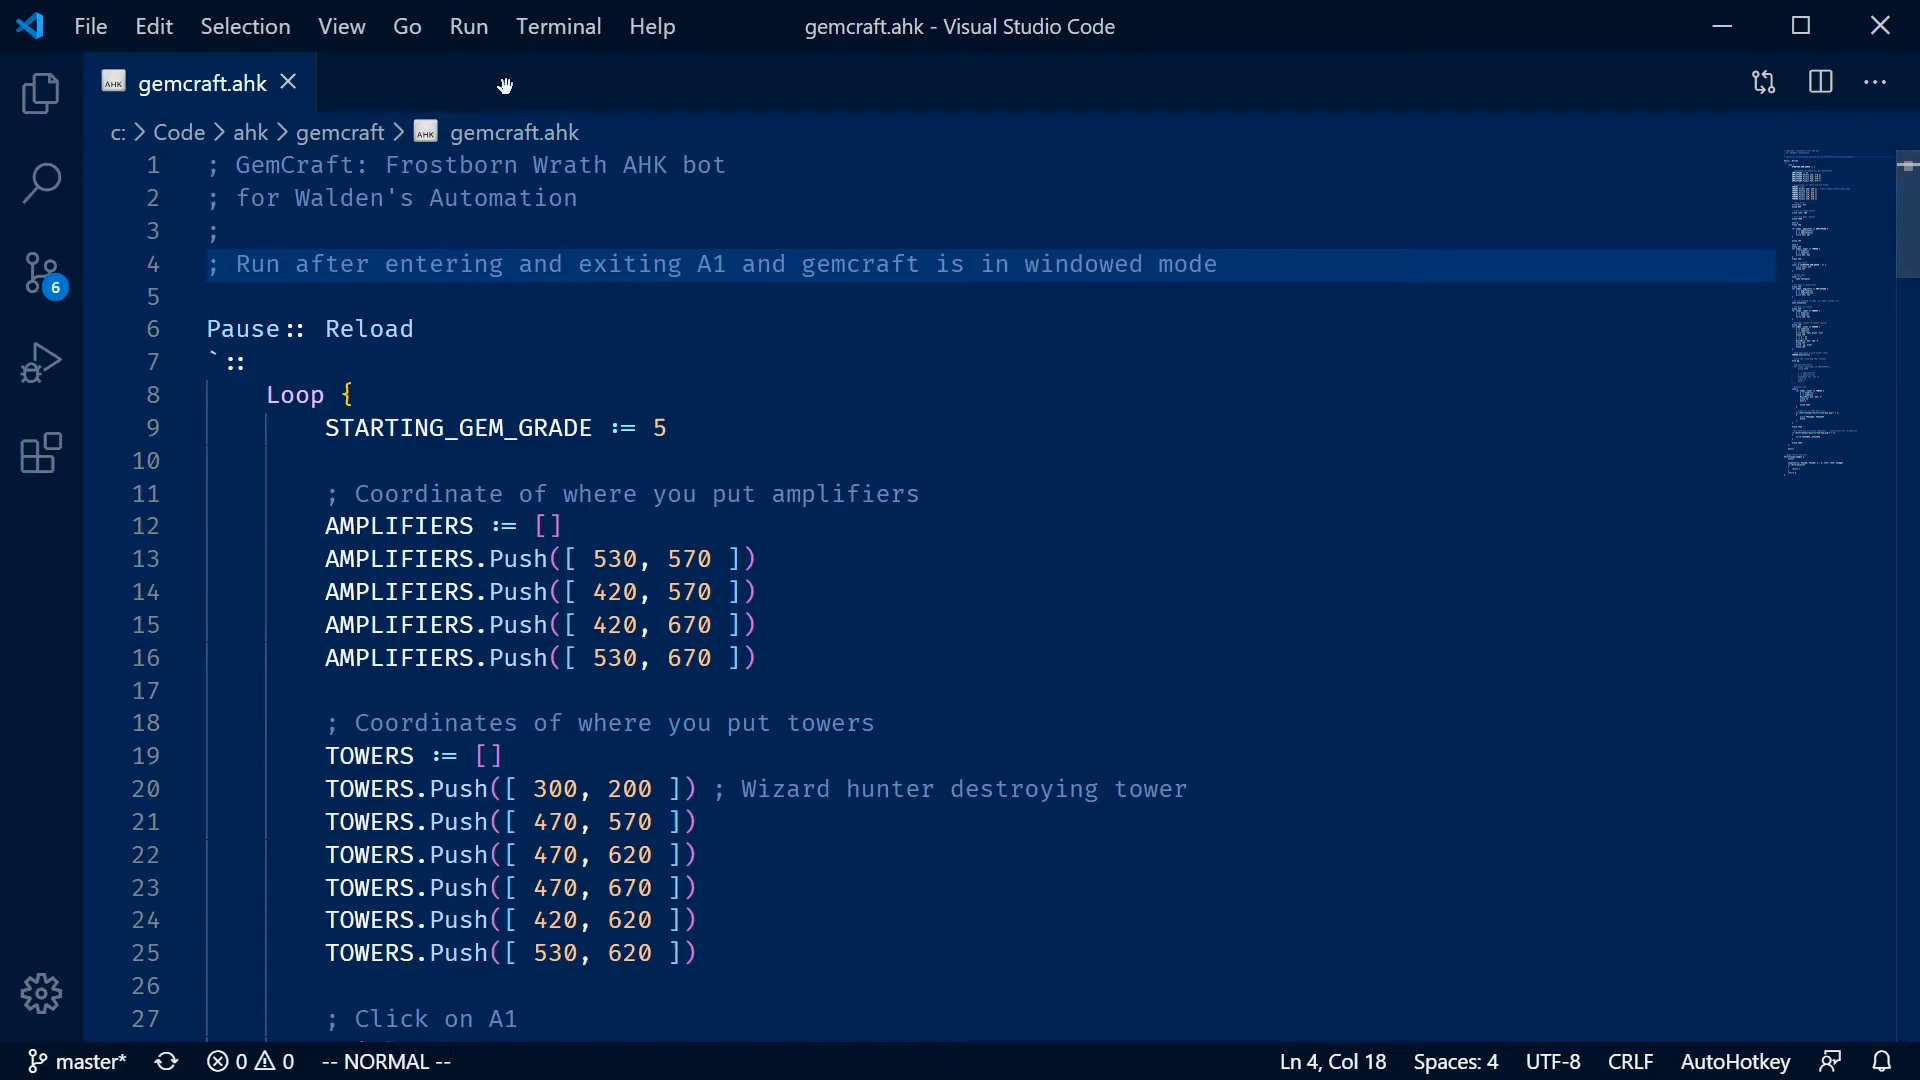 File Edit Selection View Go Run Terminal Help gemcraft.ahk - Visual Studio Code
AHK gemcraft.ahk
c: > Code > ahk > gemcraft > AHK gemcraft.ahk
1 ; GemCraft: Frostborn Wrath AHK bot
2 ; for Walden's Automation
3 ;
4 ; Run after entering and exiting A1 and gemcraft is in windowed mode
5
6 Pause:: Reload
7 `::
8 Loop {
9 STARTING_GEM_GRADE := 5
10
11 ; Coordinate of where you put amplifiers
12 AMPLIFIERS := []
13 AMPLIFIERS.Push([ 530, 570 ])
14 AMPLIFIERS.Push([ 420, 570 ])
15 AMPLIFIERS.Push([ 420, 670 ])
16 AMPLIFIERS.Push([ 530, 670 ])
17
18 ; Coordinates of where you put towers
19 TOWERS := []
20 TOWERS.Push([ 300, 200 ]) ; Wizard hunter destroying tower
21 TOWERS.Push([ 470, 570 ])
22 TOWERS.Push([ 470, 620 ])
23 TOWERS.Push([ 470, 670 ])
24 TOWERS.Push([ 420, 620 ])
25 TOWERS.Push([ 530, 620 ])
26
27 ; Click on A1
6
master* 0 0 -- NORMAL -- Ln 4, Col 18 Spaces: 4 UTF-8 CRLF AutoHotkey